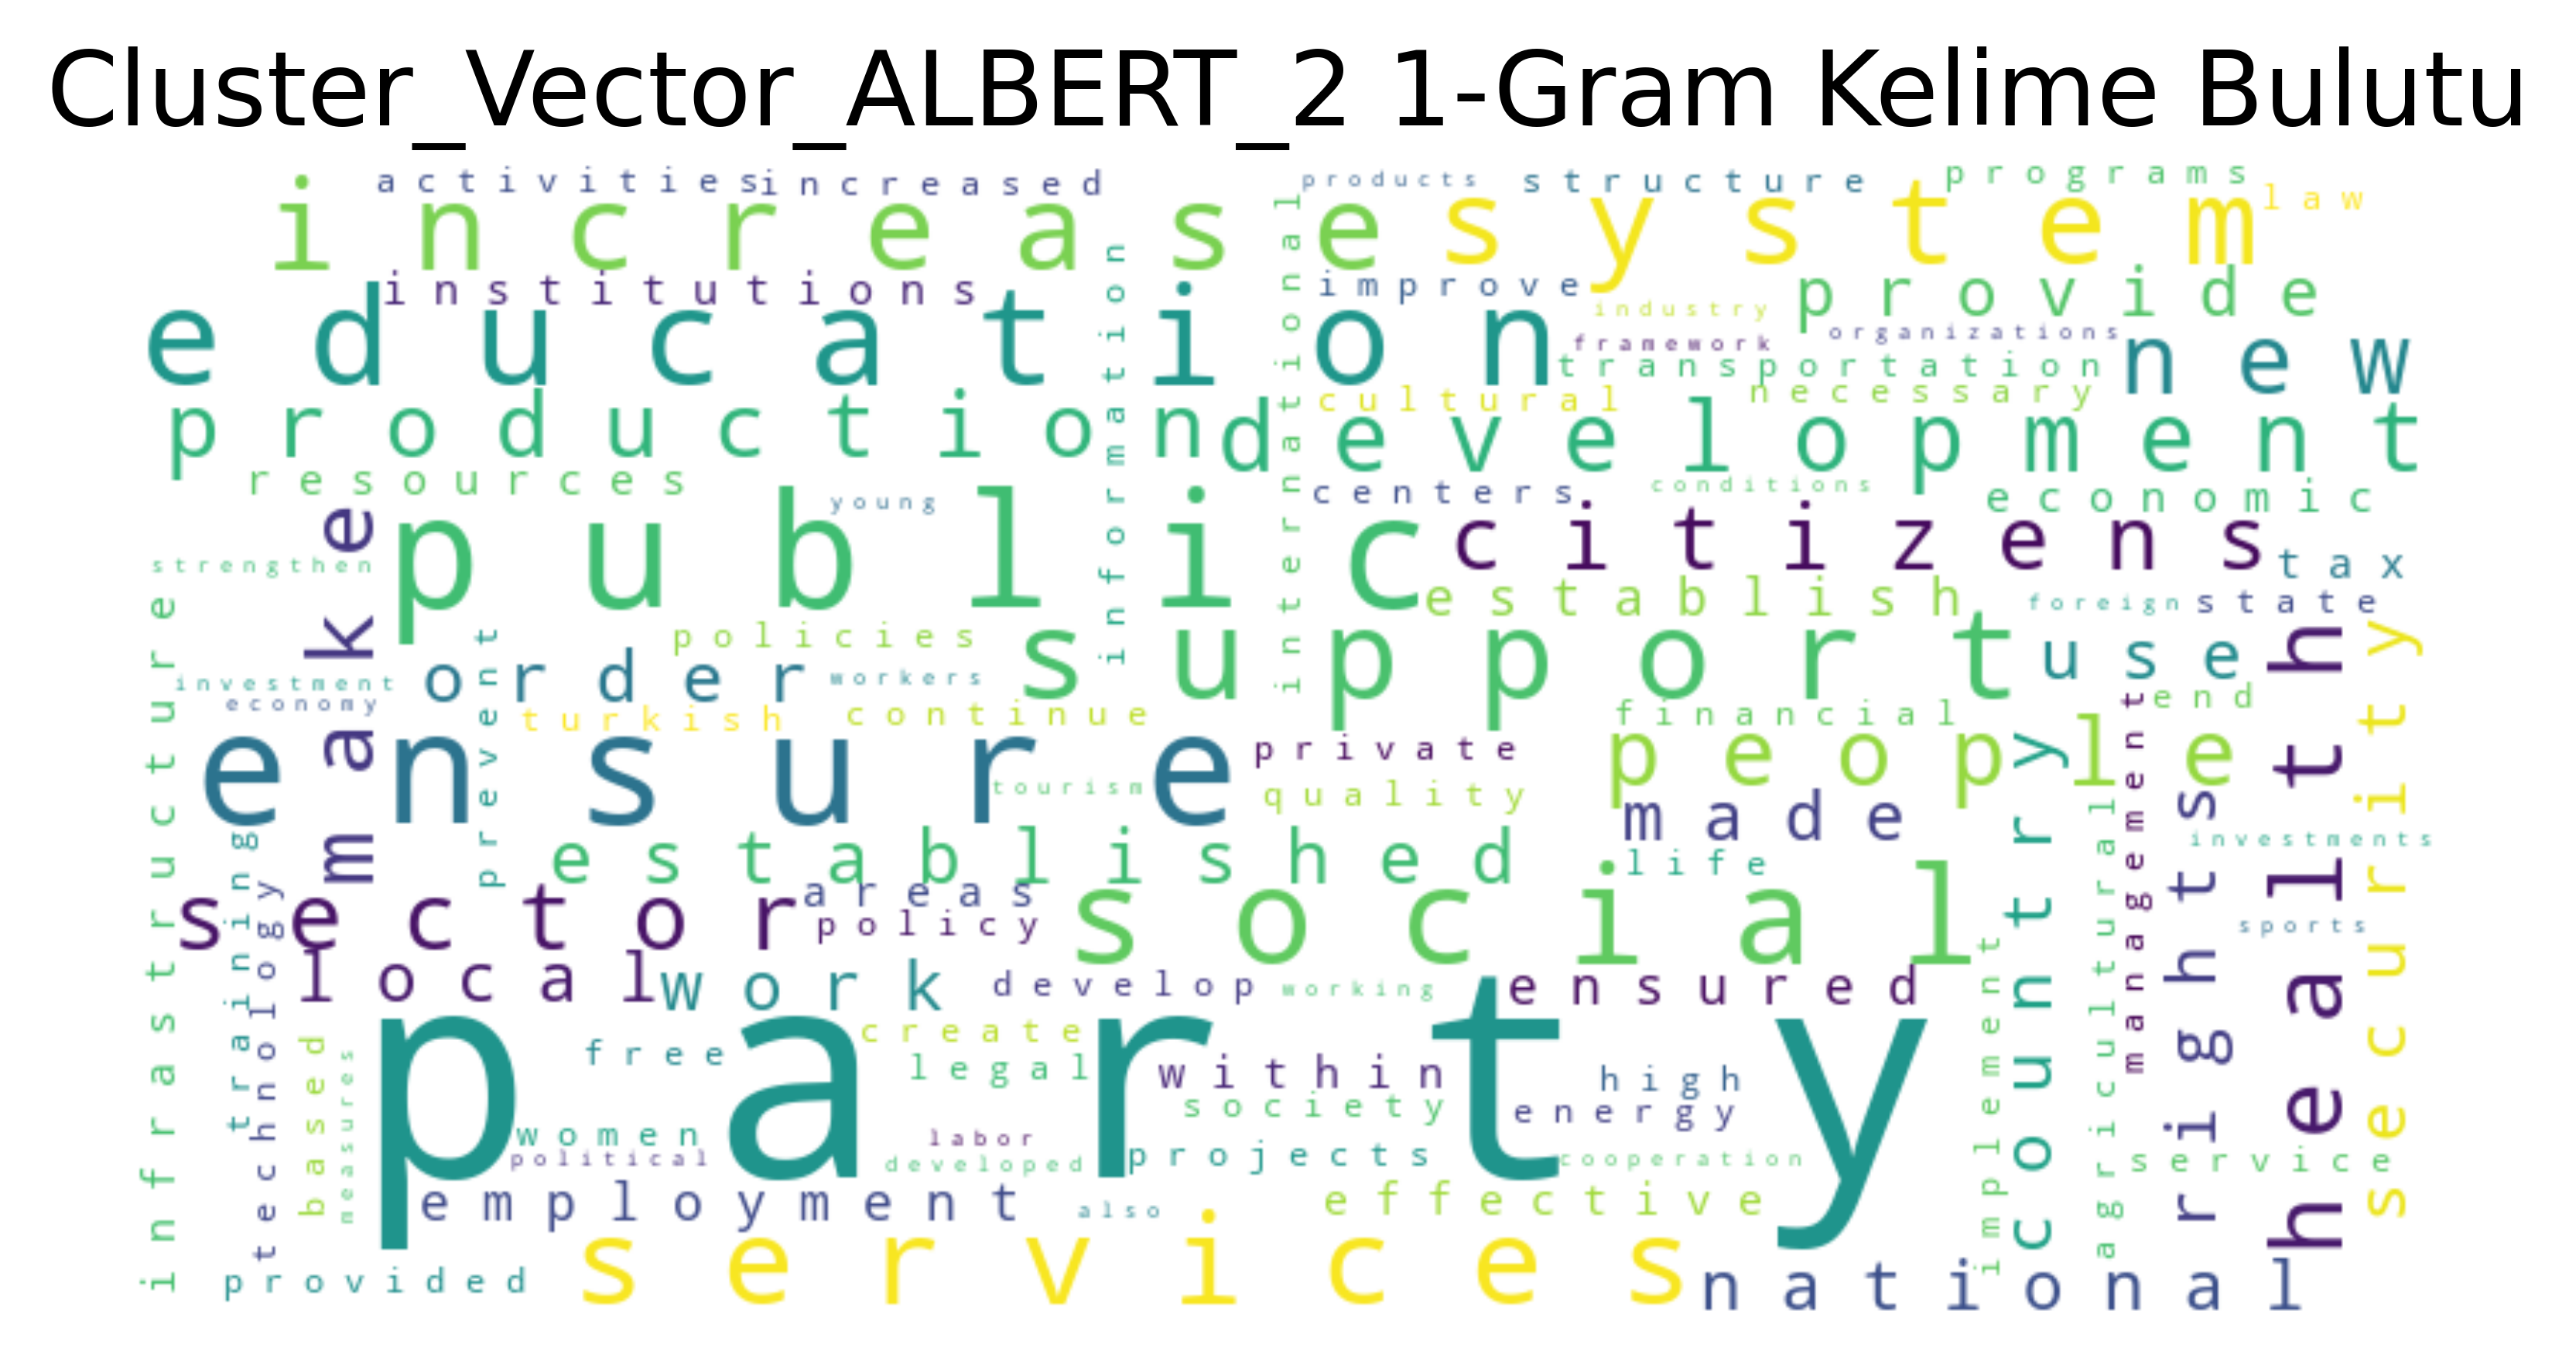 Cluster_Vector_ALBERT_2 1-Gram Kelime Bulutu
activities
increased
products
structure
programs
law
increase
system
institutions
improve
provide
industry
education
framework
organizations
transportation
new
cultural
necessary
production
development
information
international
resources
young
centers
conditions
economic
make
public
citizens
strengthen
tax
establish
foreign
state
policies
support
use
order
investment
workers
economy
prevent
turkish
continue
financial
end
ensure
private
people
tourism
quality
made
infrastructure
established
life
investments
areas
sector
policy
social
sports
local
work
develop
working
ensured
country
management
agricultural
rights
health
security
training
technology
party
create
free
legal
within
high
society
energy
based
measures
women
political
labor
developed
projects
cooperation
implement
service
employment
also
effective
provided
services
national